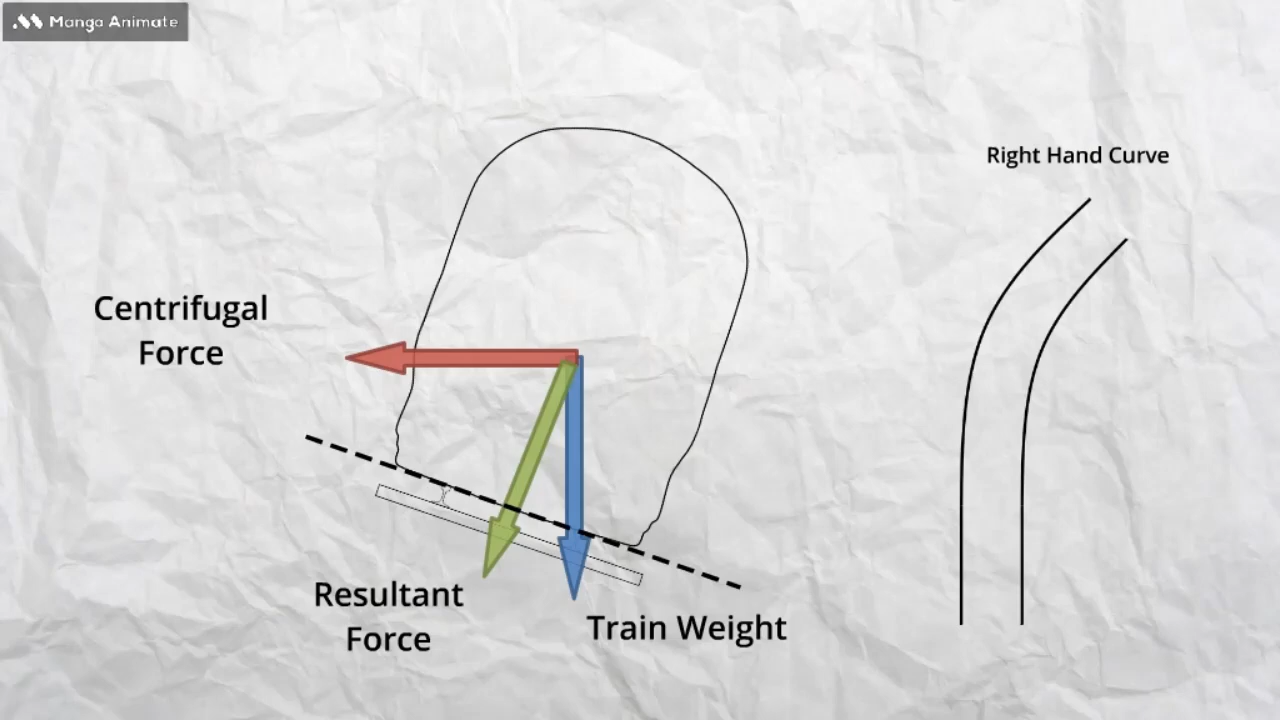 Manga Animate
Right Hand Curve
Centrifugal
Force
Resultant
Force
Train Weight